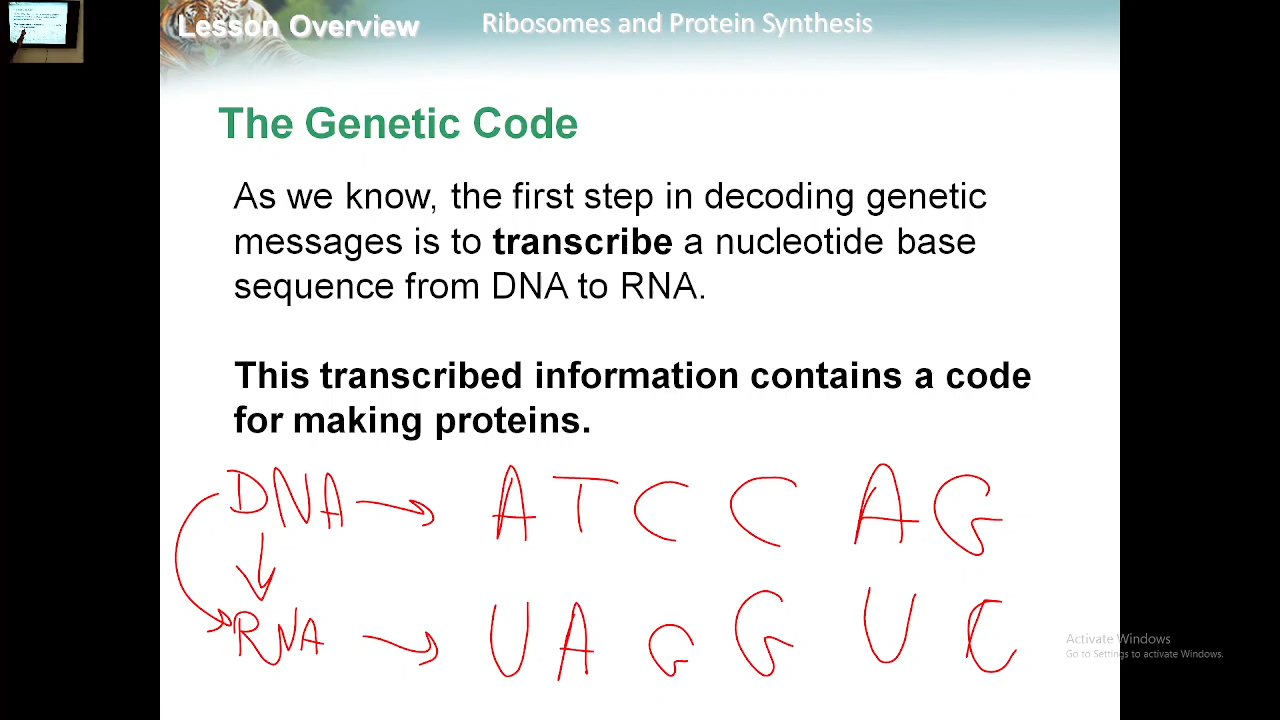 Lesson Overview Ribosomes and Protein Synthesis
The Genetic Code
As we know, the first step in decoding genetic
messages is to transcribe a nucleotide base
sequence from DNA to RNA.
This transcribed information contains a code
for making proteins.
DNA → A T C C A G
RNA → U A G G U C
Activate Windows
Go to Settings to activate Windows.